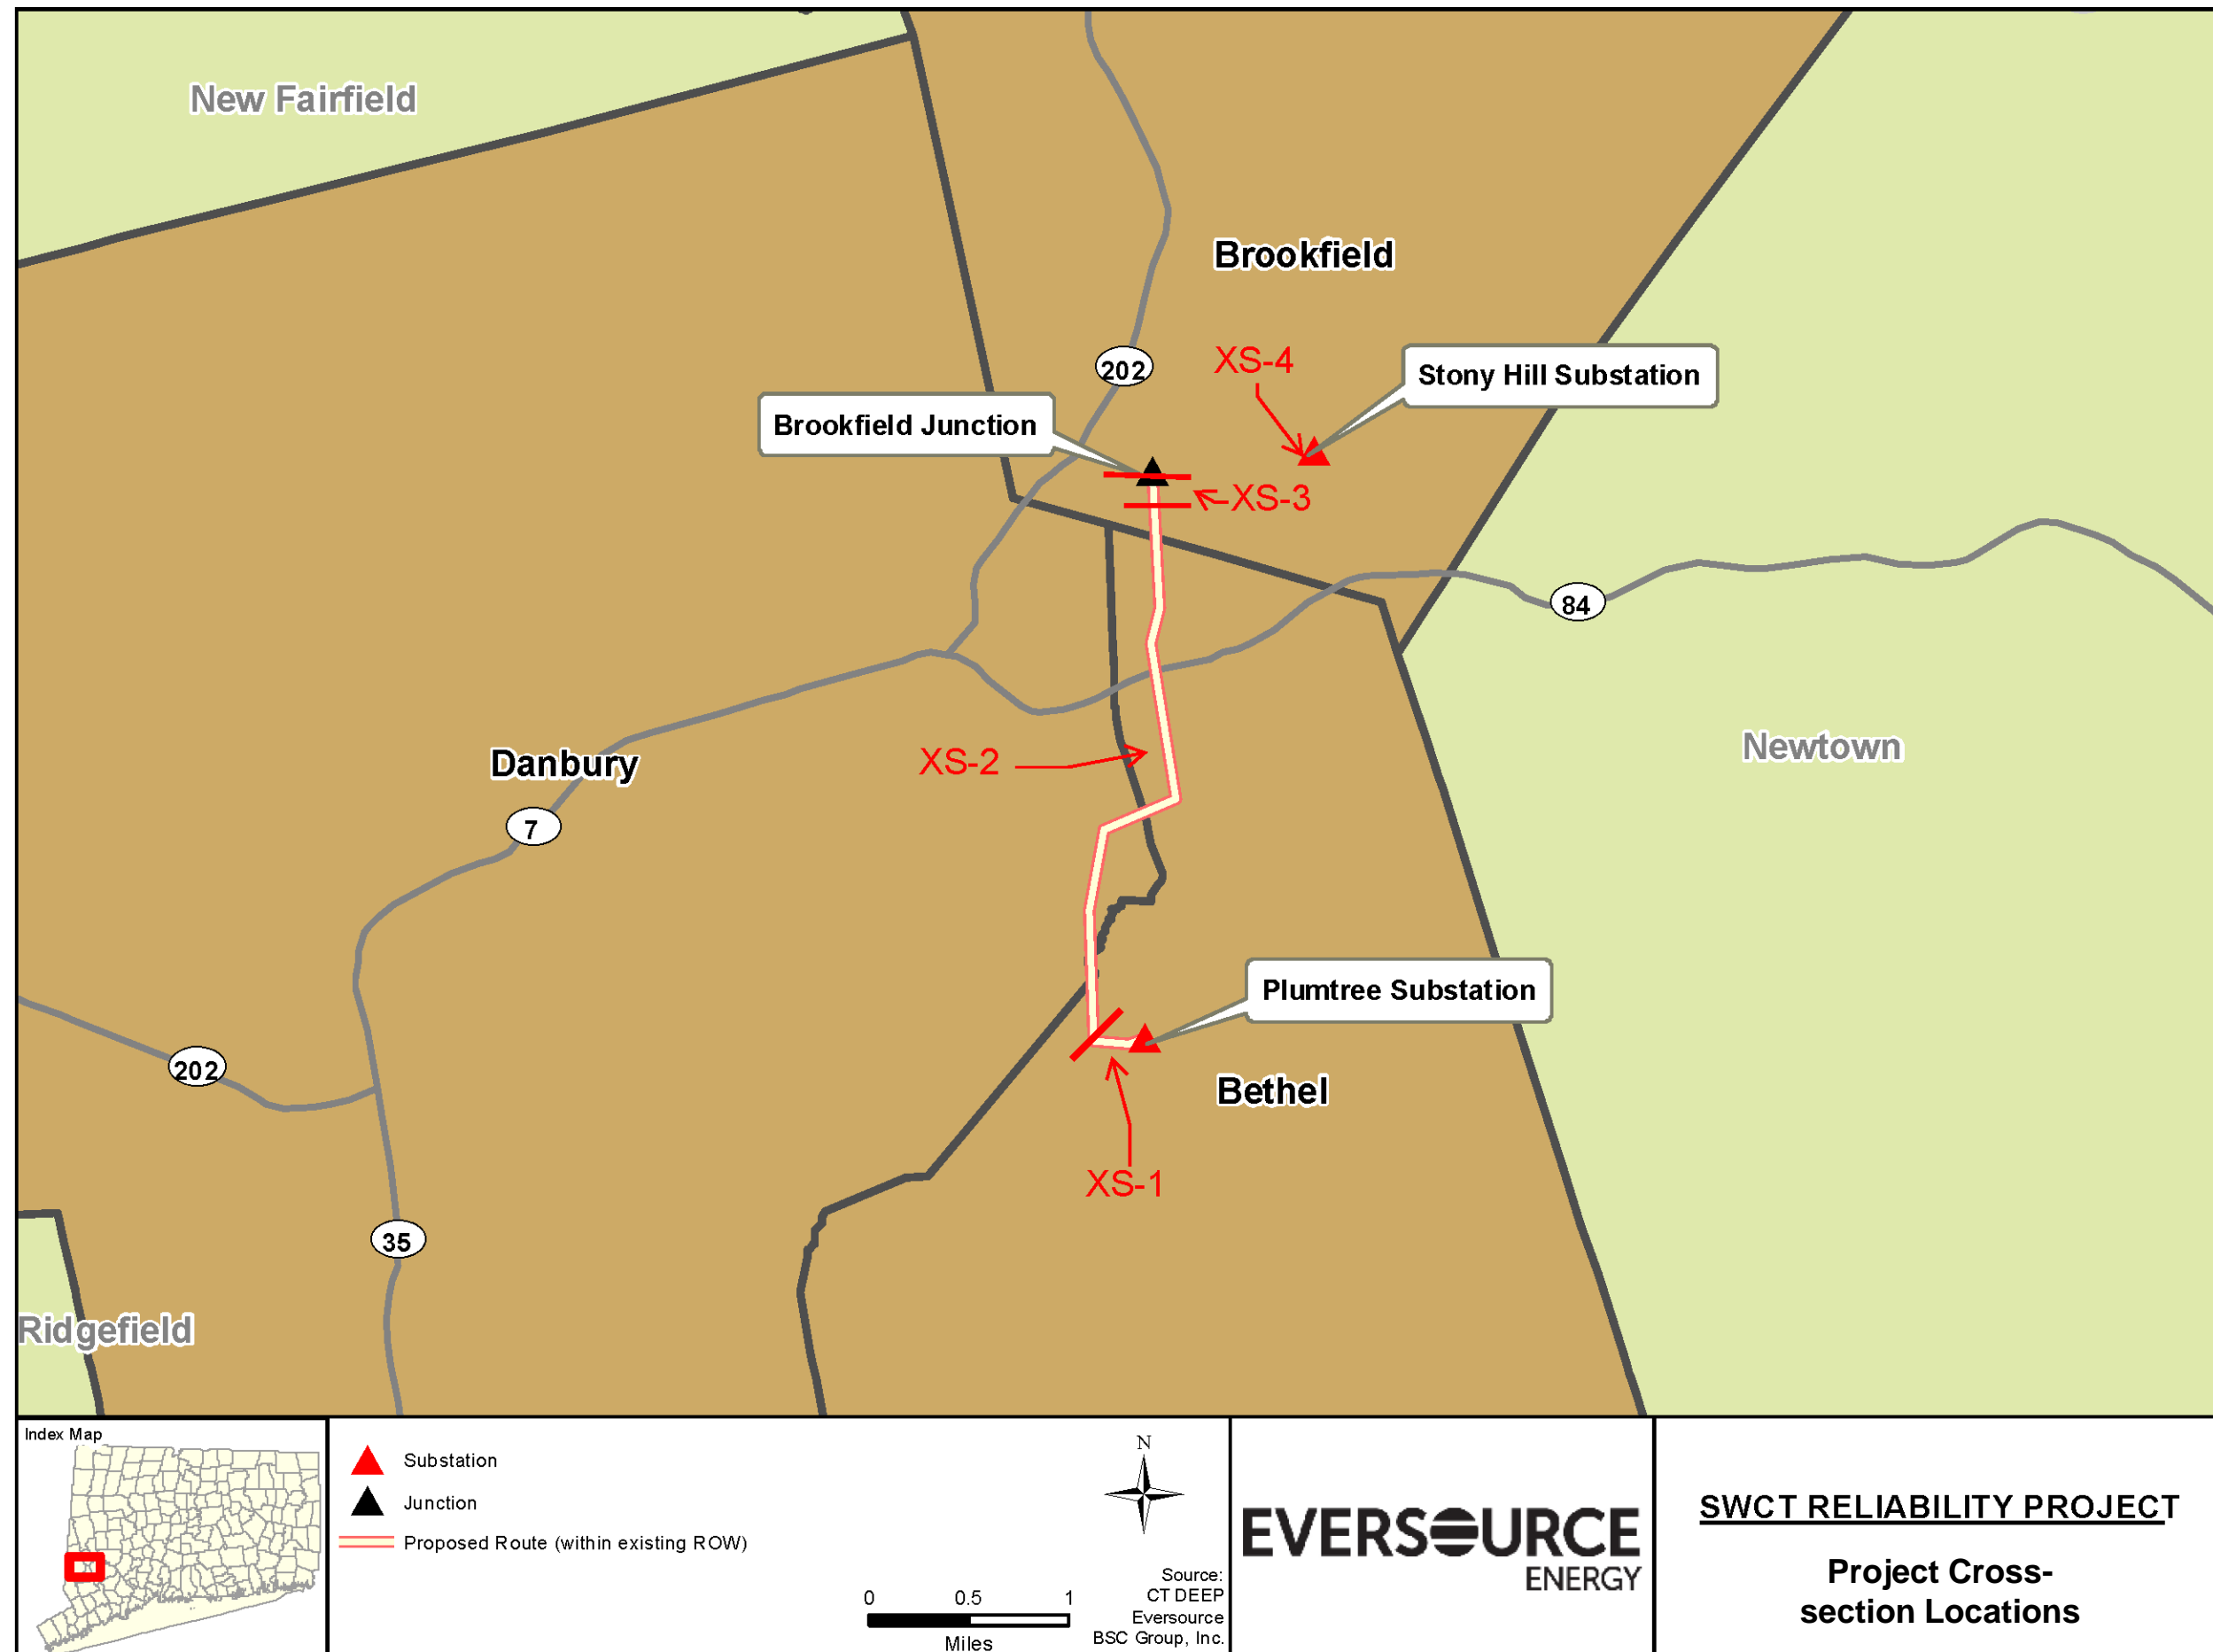 New Fairfield
Brookfield
202
XS-4
Stony Hill Substation
Brookfield Junction
XS-3
84
Newtown
XS-2
Danbury
7
Plumtree Substation
202
Bethel
XS-1
35
Ridgefield
Index Map
Substation
Junction
Proposed Route (within existing ROW)
N
0 0.5 1
Miles
Source:
CT DEEP
Eversource
BSC Group, Inc.
EVERSOURCE
ENERGY
SWCT RELIABILITY PROJECT
Project Cross-
section Locations